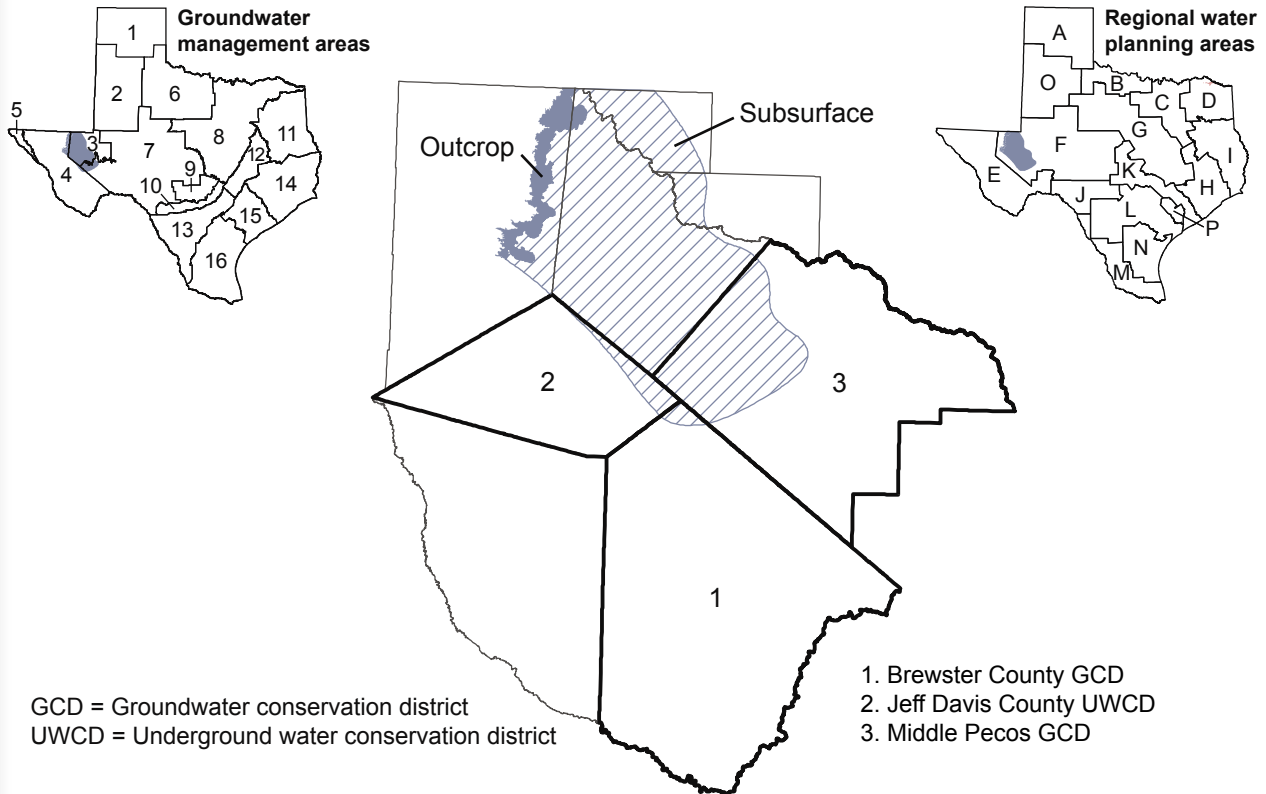 Groundwater
management areas
1
2
6
5
3
4
7
8
9
10
11
12
13
14
15
16
Regional water
planning areas
A
O
B
C
D
G
F
E
I
K
H
J
L
P
N
M
Subsurface
Outcrop
2
3
1
GCD = Groundwater conservation district
UWCD = Underground water conservation district
1. Brewster County GCD
2. Jeff Davis County UWCD
3. Middle Pecos GCD